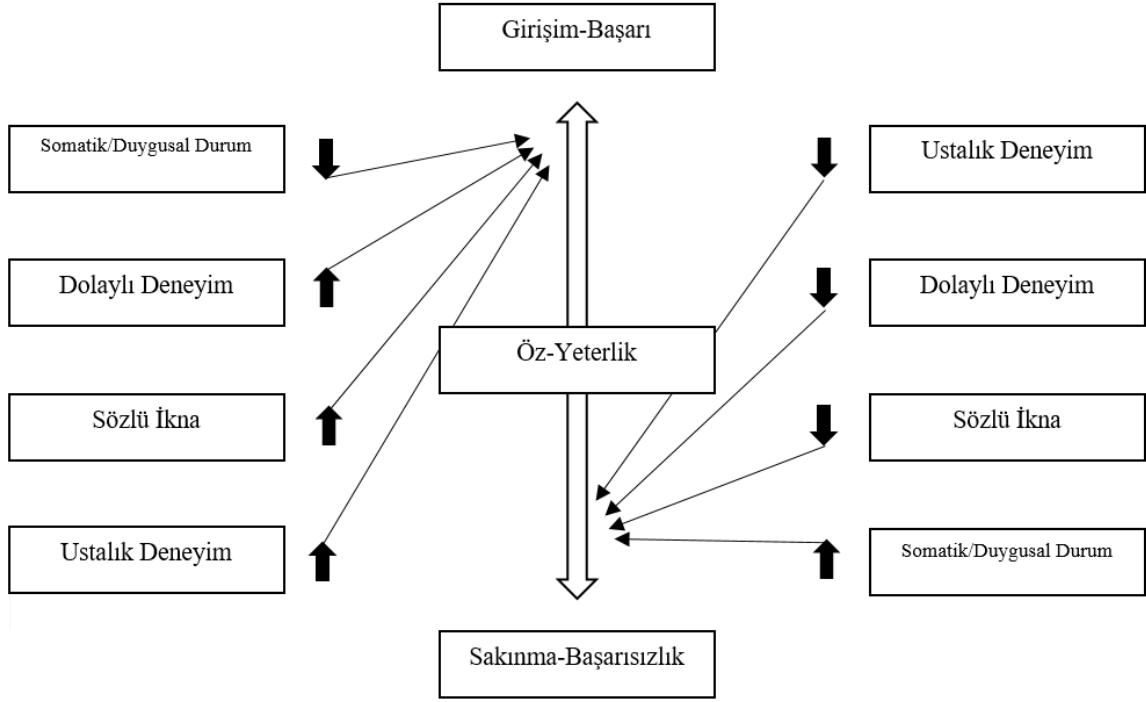 Girişim-Başarı
Somatik/Duygusal Durum
Ustalık Deneyim
Dolaylı Deneyim
Dolaylı Deneyim
Öz-Yeterlik
Sözlü İkna
Sözlü İkna
Ustalık Deneyim
Somatik/Duygusal Durum
Sakınma-Başarısızlık